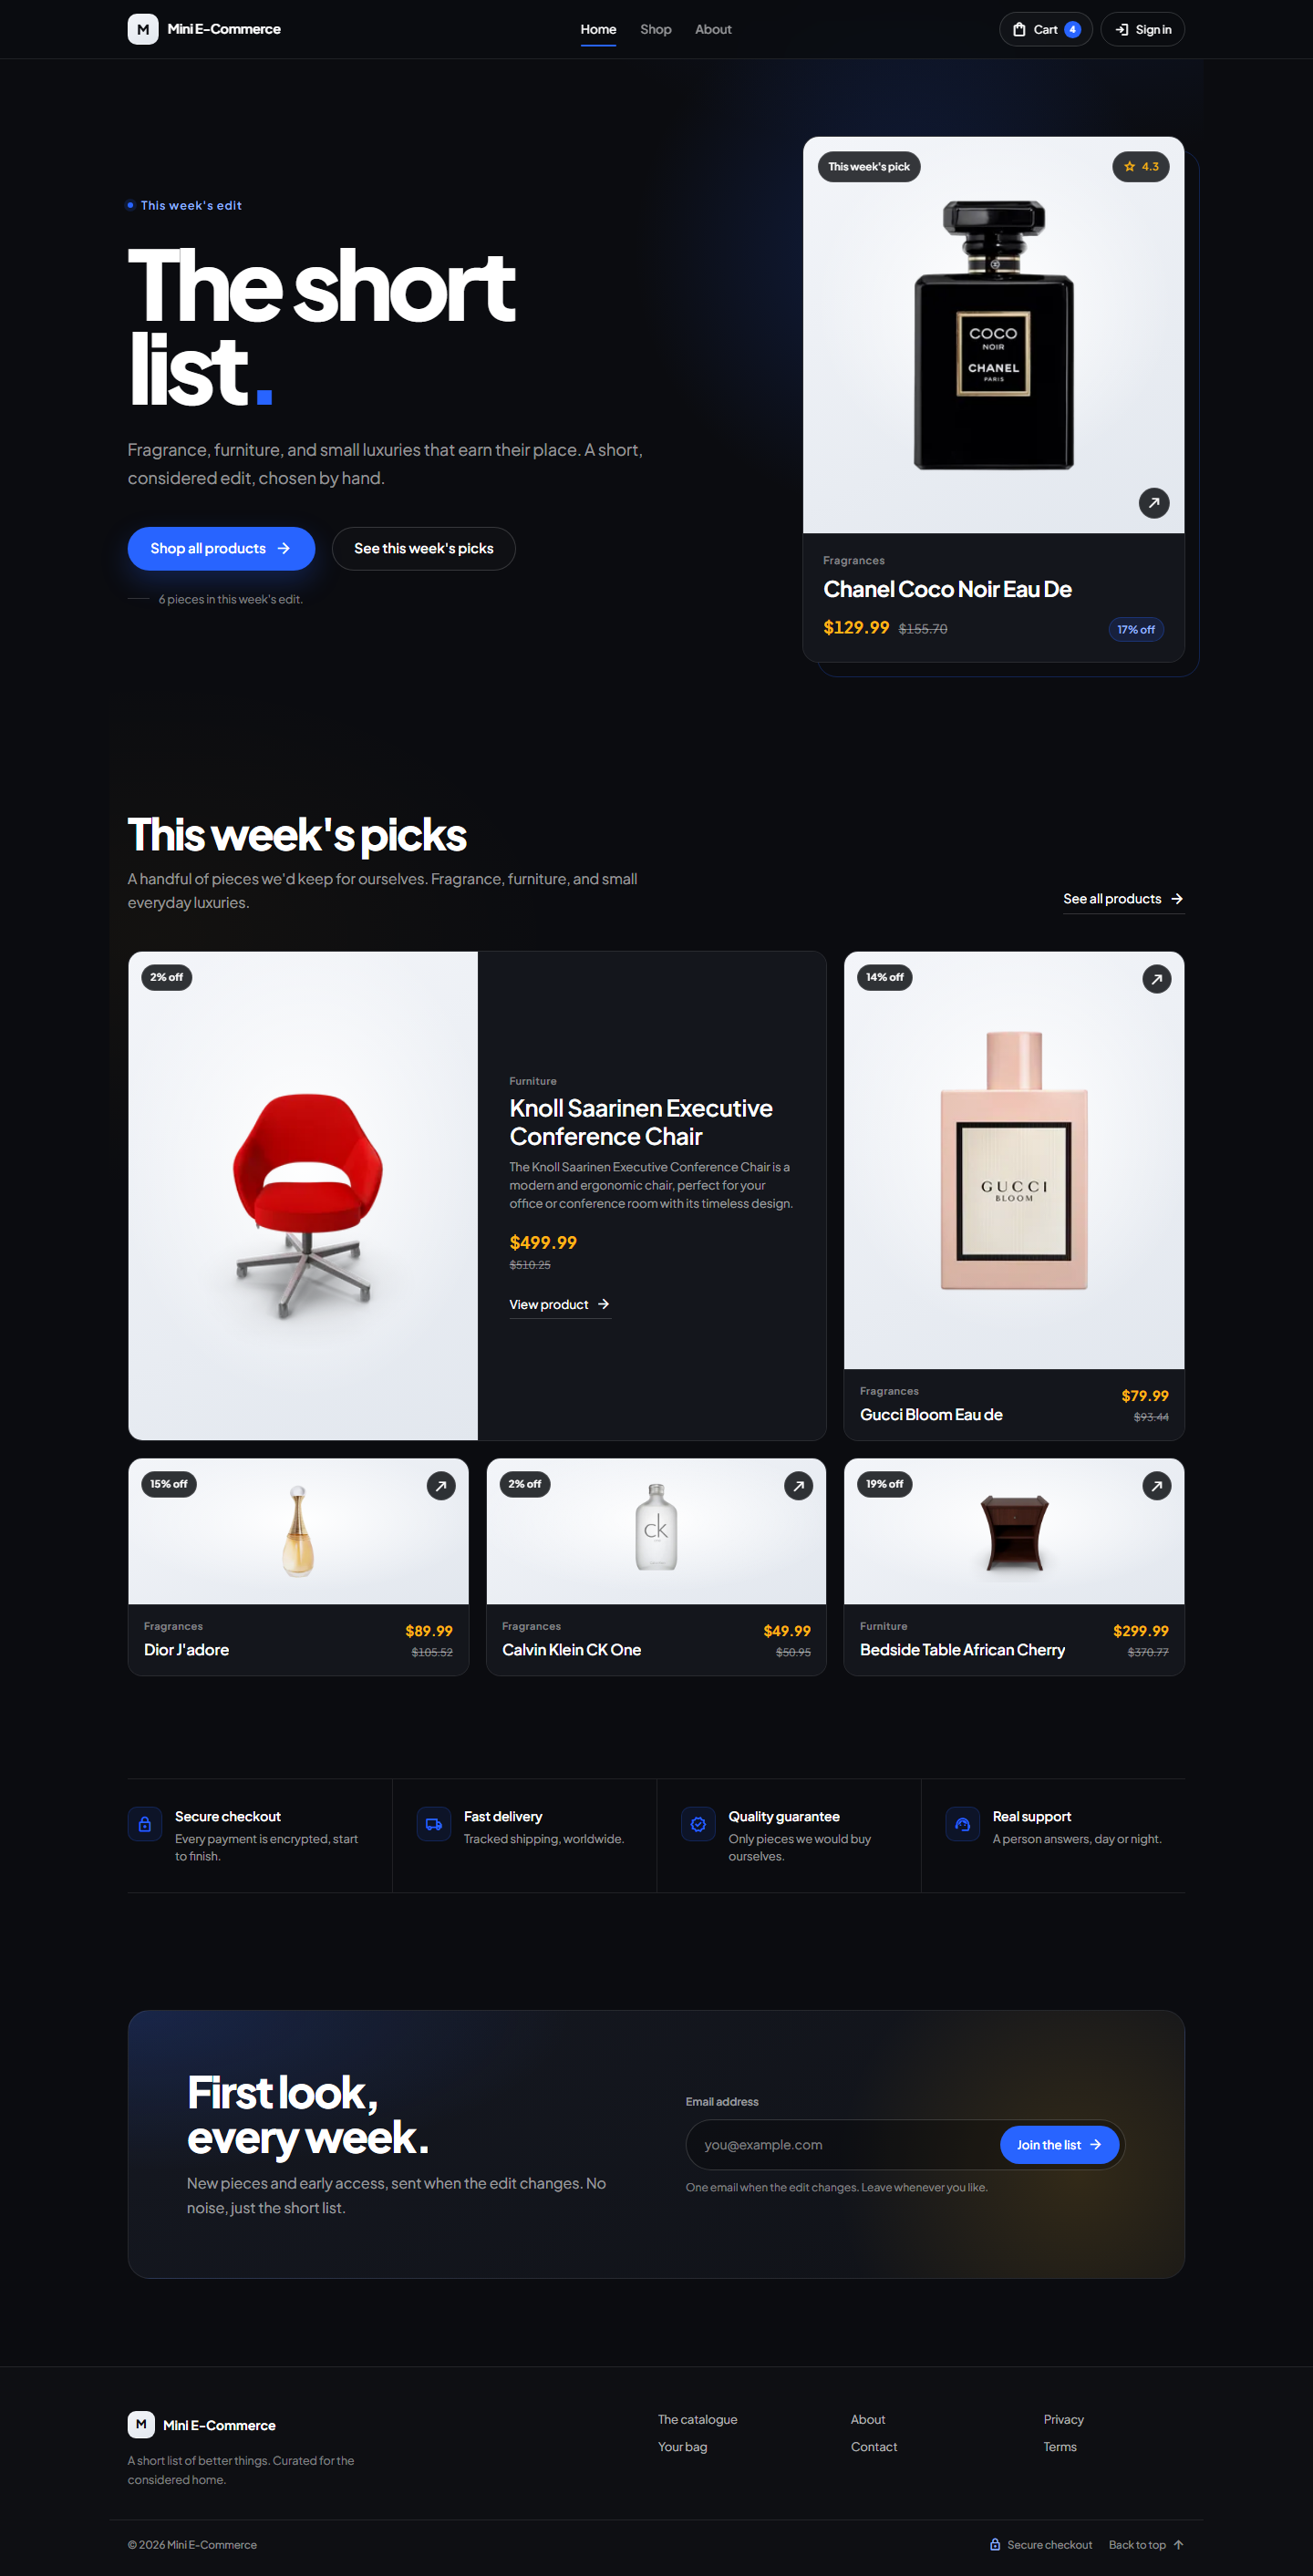 M Mini E-Commerce
Home Shop About
Cart 4 Sign in
This week's edit
The short
list.
Fragrance, furniture, and small luxuries that earn their place. A short,
considered edit, chosen by hand.
Shop all products
See this week's picks
6 pieces in this week's edit.
This week's pick
4.3
COCO
NOIR
CHANEL
PARIS
Fragrances
Chanel Coco Noir Eau De
$129.99 $155.70
17% off
This week's picks
A handful of pieces we'd keep for ourselves. Fragrance, furniture, and small
everyday luxuries.
See all products
2% off
Furniture
Knoll Saarinen Executive
Conference Chair
The Knoll Saarinen Executive Conference Chair is a
modern and ergonomic chair, perfect for your
office or conference room with its timeless design.
$499.99
$510.25
View product
14% off
GUCCI
BLOOM
Fragrances
Gucci Bloom Eau de
$79.99
$93.44
15% off
Fragrances
Dior J'adore
$89.99
$105.52
2% off
ck
Fragrances
Calvin Klein CK One
$49.99
$50.95
19% off
Furniture
Bedside Table African Cherry
$299.99
$370.77
Secure checkout
Every payment is encrypted, start
to finish.
Fast delivery
Tracked shipping, worldwide.
Quality guarantee
Only pieces we would buy
ourselves.
Real support
A person answers, day or night.
First look,
every week.
New pieces and early access, sent when the edit changes. No
noise, just the short list.
Email address
you@example.com
Join the list
One email when the edit changes. Leave whenever you like.
M Mini E-Commerce
A short list of better things. Curated for the
considered home.
The catalogue
Your bag
About
Contact
Privacy
Terms
© 2026 Mini E-Commerce
Secure checkout
Back to top